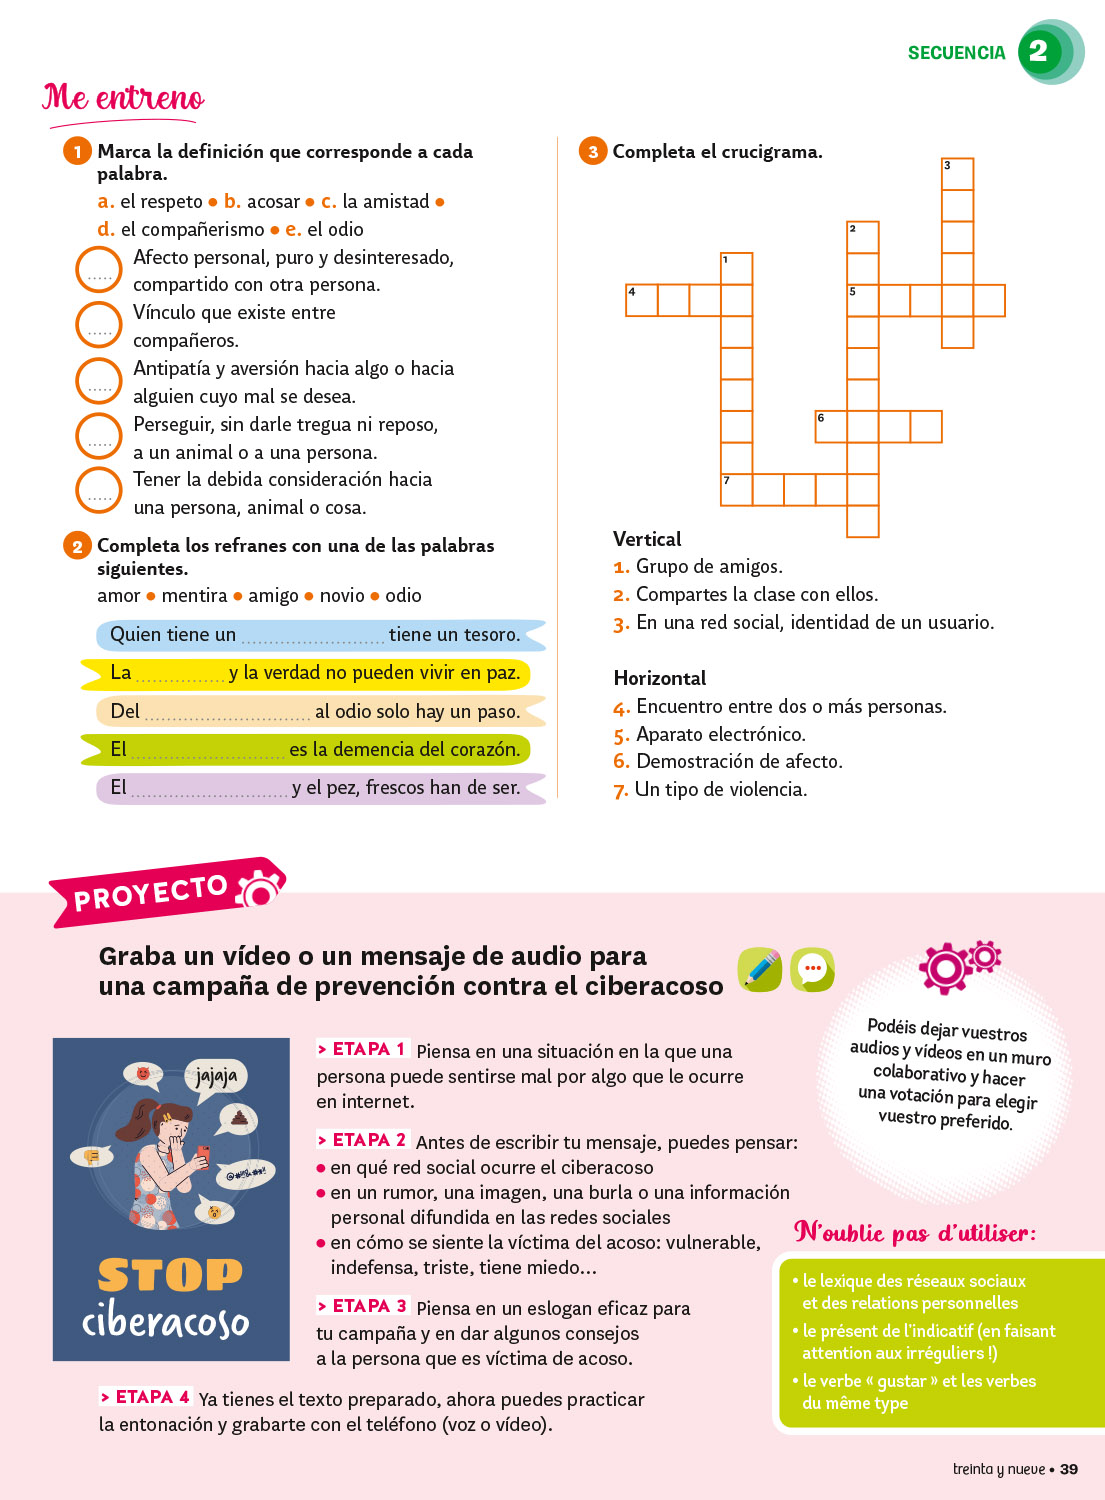 SECUENCIA 2
Me entreno
1 Marca la definición que corresponde a cada
palabra.
a. el respeto • b. acosar • c. la amistad •
d. el compañerismo • e. el odio
..... Afecto personal, puro y desinteresado,
compartido con otra persona.
..... Vínculo que existe entre
compañeros.
..... Antipatía y aversión hacia algo o hacia
alguien cuyo mal se desea.
..... Perseguir, sin darle tregua ni reposo,
a un animal o a una persona.
..... Tener la debida consideración hacia
una persona, animal o cosa.
2 Completa los refranes con una de las palabras
siguientes.
amor • mentira • amigo • novio • odio
Quien tiene un .......................... tiene un tesoro.
La ................ y la verdad no pueden vivir en paz.
Del .............................. al odio solo hay un paso.
El ............................ es la demencia del corazón.
El ............................ y el pez, frescos han de ser.
3 Completa el crucigrama.
3
2
1
4
5
6
7
Vertical
1. Grupo de amigos.
2. Compartes la clase con ellos.
3. En una red social, identidad de un usuario.
Horizontal
4. Encuentro entre dos o más personas.
5. Aparato electrónico.
6. Demostración de afecto.
7. Un tipo de violencia.
PROYECTO
Graba un vídeo o un mensaje de audio para
una campaña de prevención contra el ciberacoso
jajaja
@#!?&#*!!
STOP
ciberacoso
> ETAPA 1 Piensa en una situación en la que una
persona puede sentirse mal por algo que le ocurre
en internet.
> ETAPA 2 Antes de escribir tu mensaje, puedes pensar:
• en qué red social ocurre el ciberacoso
• en un rumor, una imagen, una burla o una información
personal difundida en las redes sociales
• en cómo se siente la víctima del acoso: vulnerable,
indefensa, triste, tiene miedo...
> ETAPA 3 Piensa en un eslogan eficaz para
tu campaña y en dar algunos consejos
a la persona que es víctima de acoso.
> ETAPA 4 Ya tienes el texto preparado, ahora puedes practicar
la entonación y grabarte con el teléfono (voz o vídeo).
Podéis dejar vuestros
audios y vídeos en un muro
colaborativo y hacer
una votación para elegir
vuestro preferido.
N'oublie pas d'utiliser:
• le lexique des réseaux sociaux
et des relations personnelles
• le présent de l'indicatif (en faisant
attention aux irréguliers !)
• le verbe « gustar » et les verbes
du même type
treinta y nueve • 39